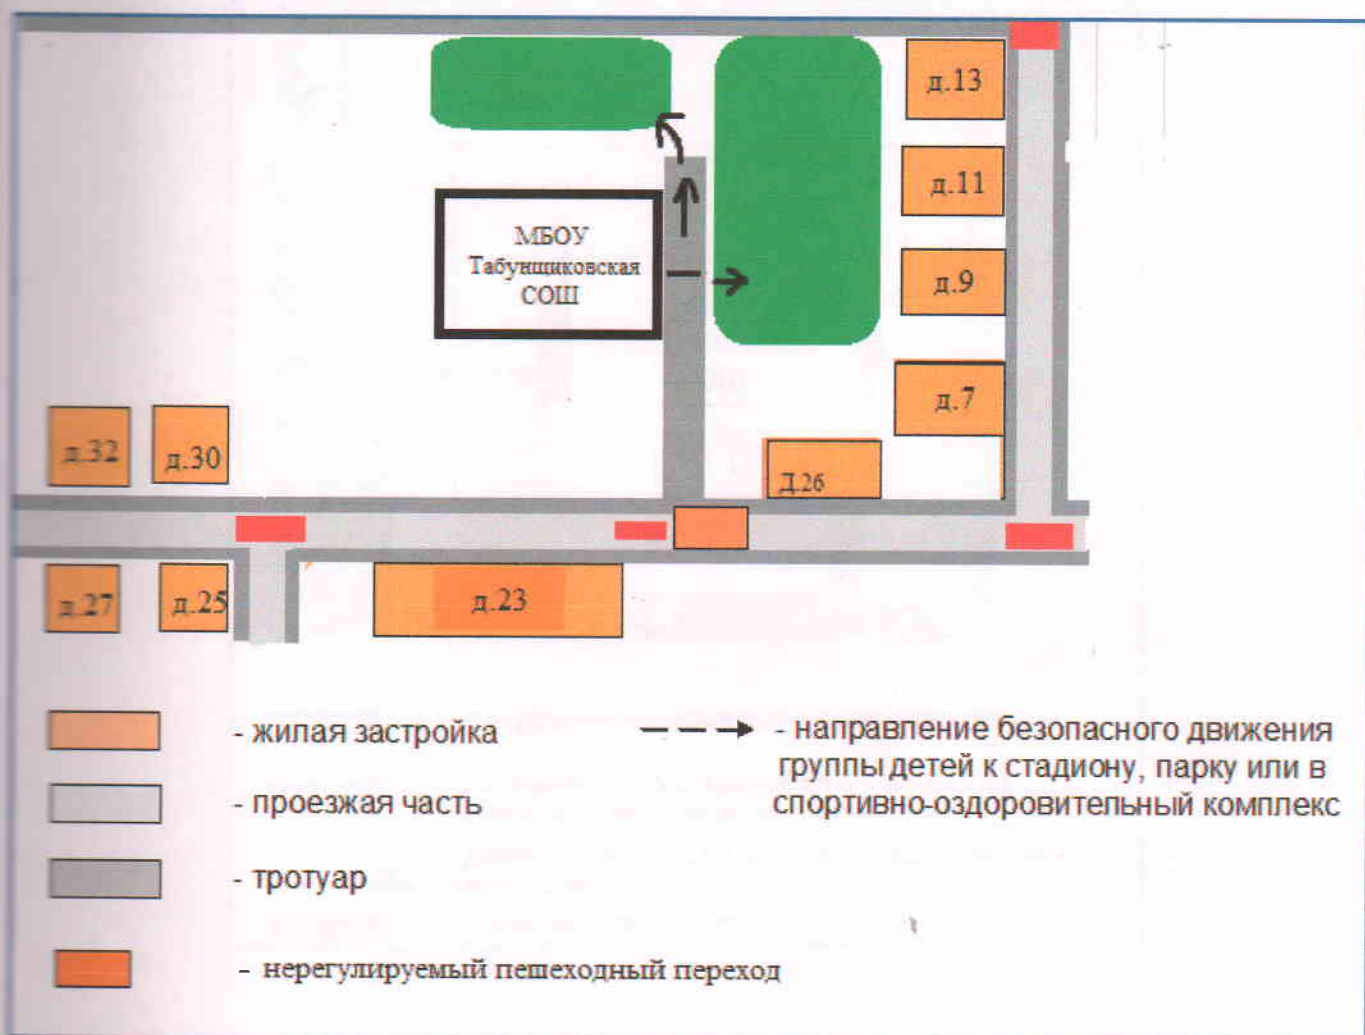 д.13
д.11
МБОУ
Табунщиковская
СОШ
д.9
д.7
д.32
д.30
Д.26
д.27
д.25
д.23
- жилая застройка
- проезжая часть
- тротуар
- нерегулируемый пешеходный переход
- направление безопасного движения
группы детей к стадиону, парку или в
спортивно-оздоровительный комплекс